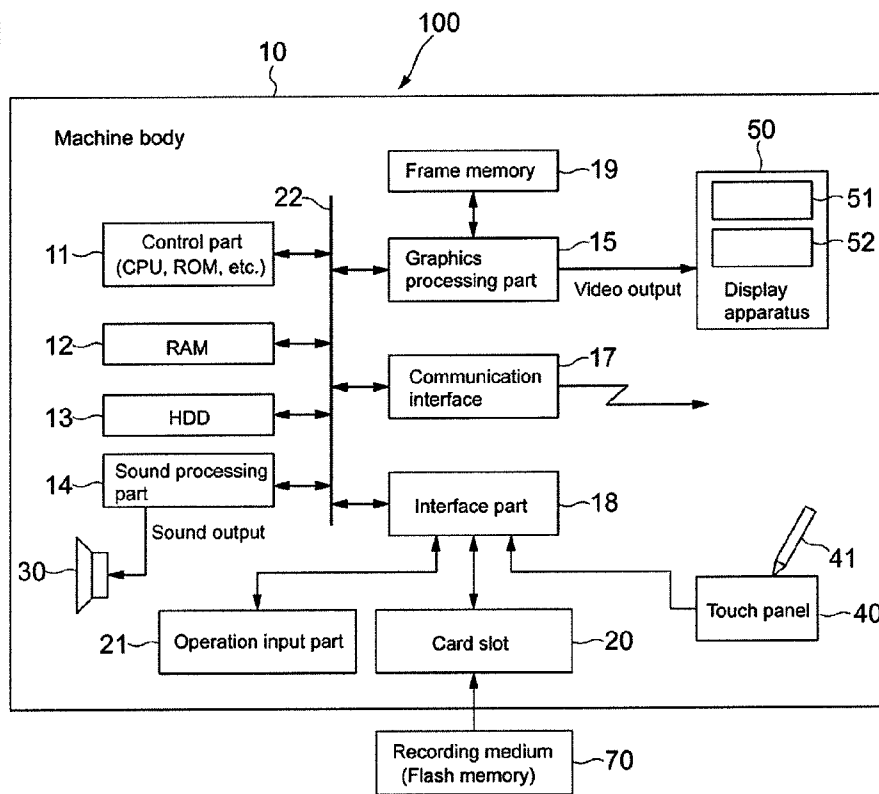 100
10
Machine body
50
Frame memory
19
51
22
52
11
Control part
(CPU, ROM, etc.)
15
Graphics
processing part
Video output
Display
apparatus
12
RAM
17
Communication
interface
13
HDD
14
Sound processing
part
Interface part
18
Sound output
41
30
Touch panel
40
21
Operation input part
Card slot
20
Recording medium
(Flash memory)
70